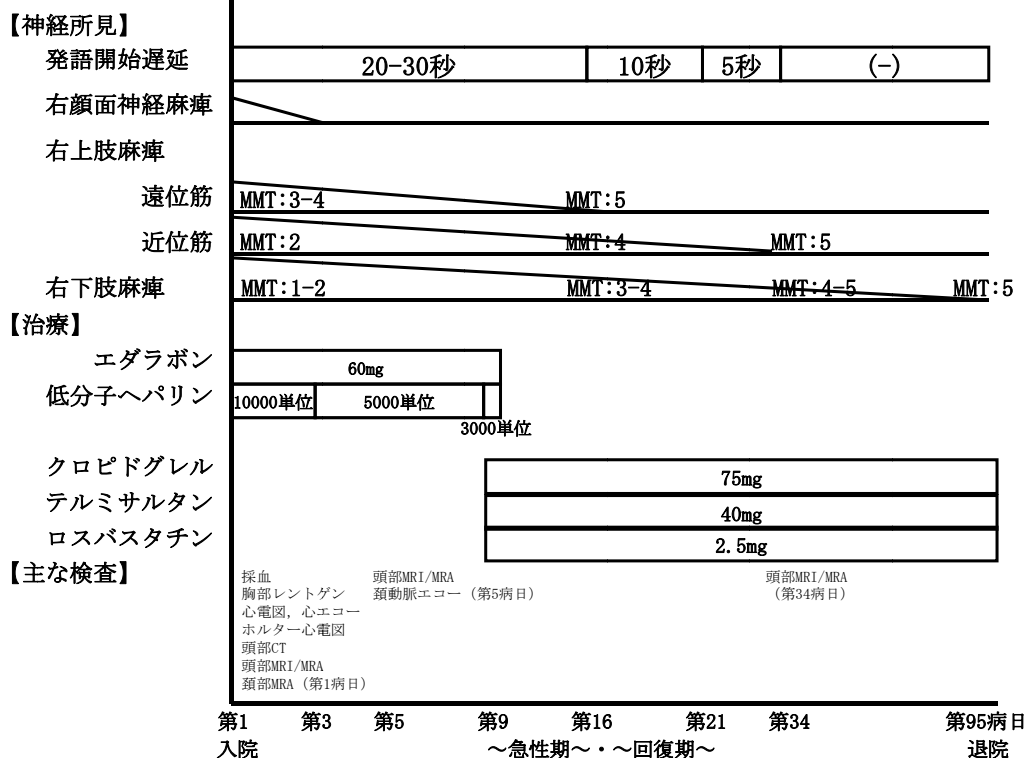 【神経所見】
発語開始遅延 20-30秒 10秒 5秒 (-)
右顔面神経麻痺
右上肢麻痺
遠位筋 MMT:3-4 MMT:5
近位筋 MMT:2 MMT:4 MMT:5
右下肢麻痺 MMT:1-2 MMT:3-4 MMT:4-5 MMT:5
【治療】
エダラボン 60mg
低分子ヘパリン 10000単位 5000単位
3000単位
クロピドグレル 75mg
テルミサルタン 40mg
ロスバスタチン 2.5mg
【主な検査】
採血 頭部MRI/MRA 頭部MRI/MRA
胸部レントゲン 頚動脈エコー（第5病日） （第34病日）
心電図，心エコー
ホルター心電図
頭部CT
頭部MRI/MRA
頚部MRA（第1病日）
第1 第3 第5 第9 第16 第21 第34 第95病日
入院 ～急性期～・～回復期～ 退院